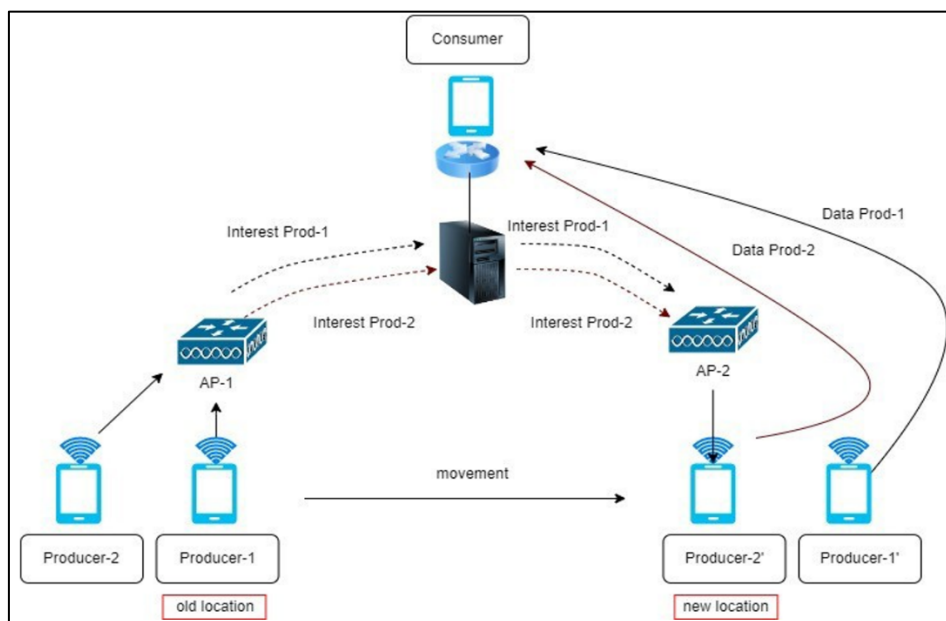 Consumer
Data Prod-1
Interest Prod-1
Interest Prod-1
Data Prod-2
Interest Prod-2
Interest Prod-2
AP-1
AP-2
movement
Producer-2
Producer-1
Producer-2'
Producer-1'
old location
new location